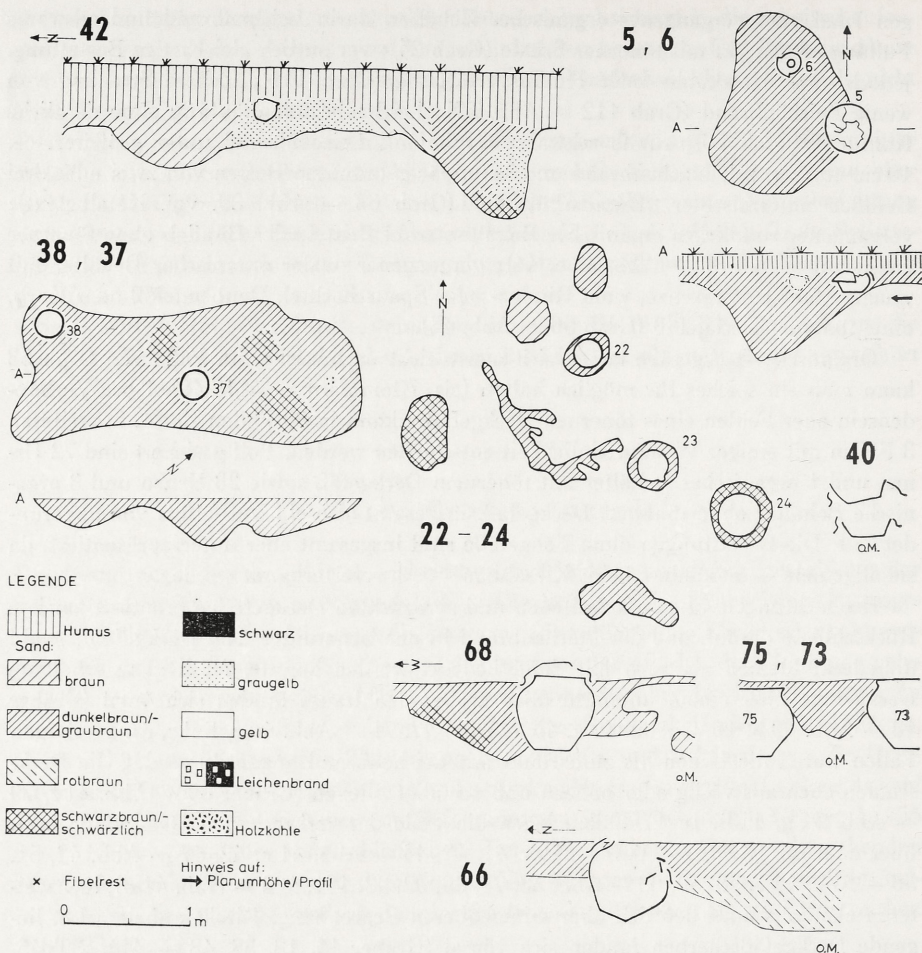 42
N
5, 6
N
6
5
A
38, 37
38
A
37
N
A
N
22
23
24
22 – 24
A
40
O.M.
LEGENDE
Humus
Sand:
braun
dunkelbraun/-
graubraun
rotbraun
schwarzbraun/-
schwärzlich
schwarz
graugelb
gelb
Leichenbrand
Holzkohle
x Fibelrest
Hinweis auf:
Planumhöhe/Profil
0 1
m
68
O.M.
O.M.
75, 73
75
73
O.M.
66
N
O.M.